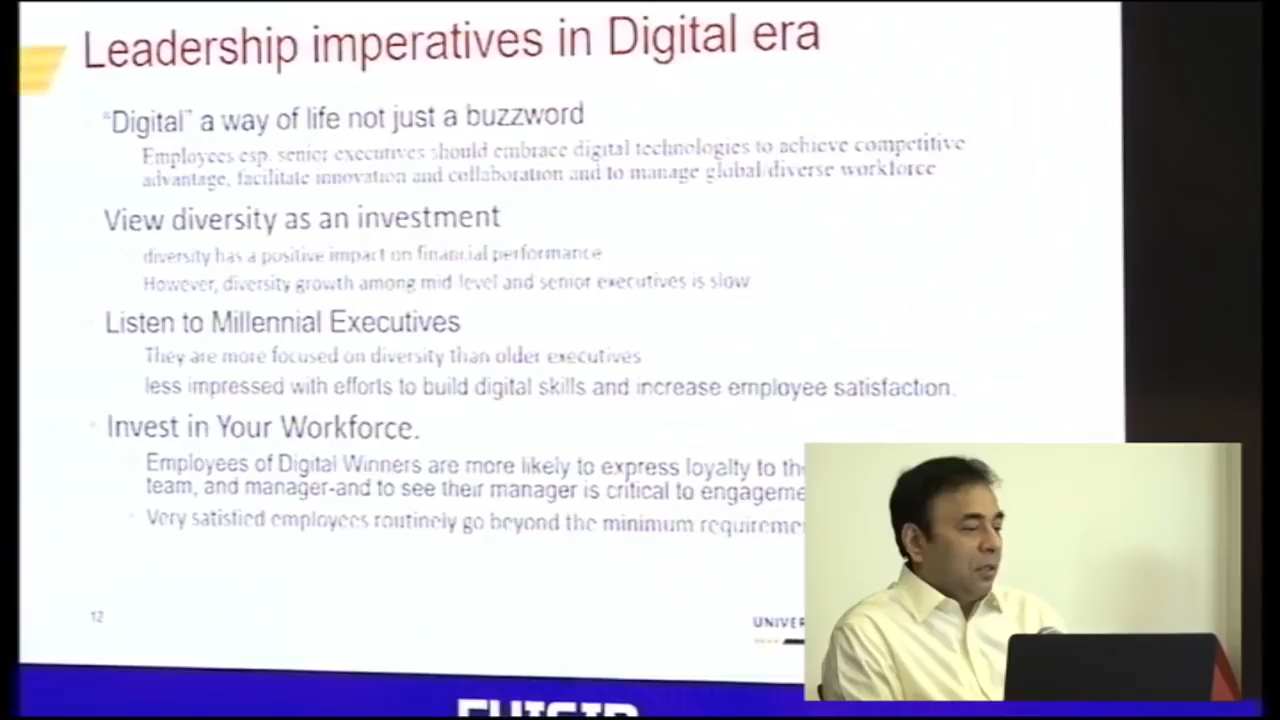 Leadership imperatives in Digital era
“Digital” a way of life not just a buzzword
Employees esp. senior executives should embrace digital technologies to achieve competitive
advantage, facilitate innovation and collaboration and to manage global/diverse workforce
View diversity as an investment
diversity has a positive impact on financial performance
However, diversity growth among mid level and senior executives is slow
Listen to Millennial Executives
They are more focused on diversity than older executives
less impressed with efforts to build digital skills and increase employee satisfaction.
Invest in Your Workforce.
Employees of Digital Winners are more likely to express loyalty to
team, and manager-and to see their manager is critical to
Very satisfied employees routinely go beyond the minimum
12